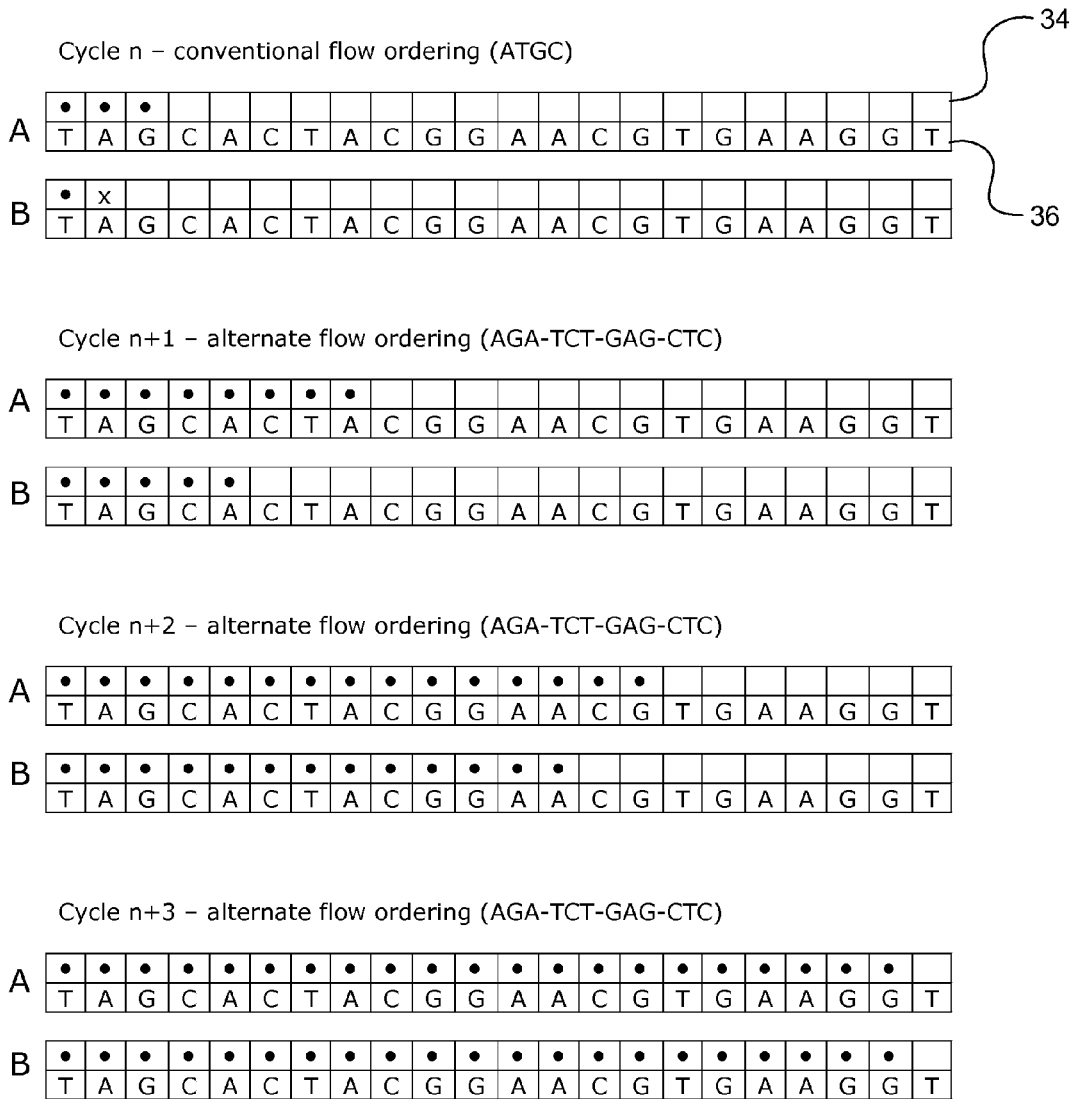 34
Cycle n – conventional flow ordering (ATGC)
• • •
A T A G C A C T A C G G A A C G T G A A G G T
36
• x
B T A G C A C T A C G G A A C G T G A A G G T
Cycle n+1 – alternate flow ordering (AGA-TCT-GAG-CTC)
• • • • • • • •
A T A G C A C T A C G G A A C G T G A A G G T
• • • • •
B T A G C A C T A C G G A A C G T G A A G G T
Cycle n+2 – alternate flow ordering (AGA-TCT-GAG-CTC)
• • • • • • • • • • • • • • •
A T A G C A C T A C G G A A C G T G A A G G T
• • • • • • • • • • • • •
B T A G C A C T A C G G A A C G T G A A G G T
Cycle n+3 – alternate flow ordering (AGA-TCT-GAG-CTC)
• • • • • • • • • • • • • • • • • • • • •
A T A G C A C T A C G G A A C G T G A A G G T
• • • • • • • • • • • • • • • • • • • • •
B T A G C A C T A C G G A A C G T G A A G G T